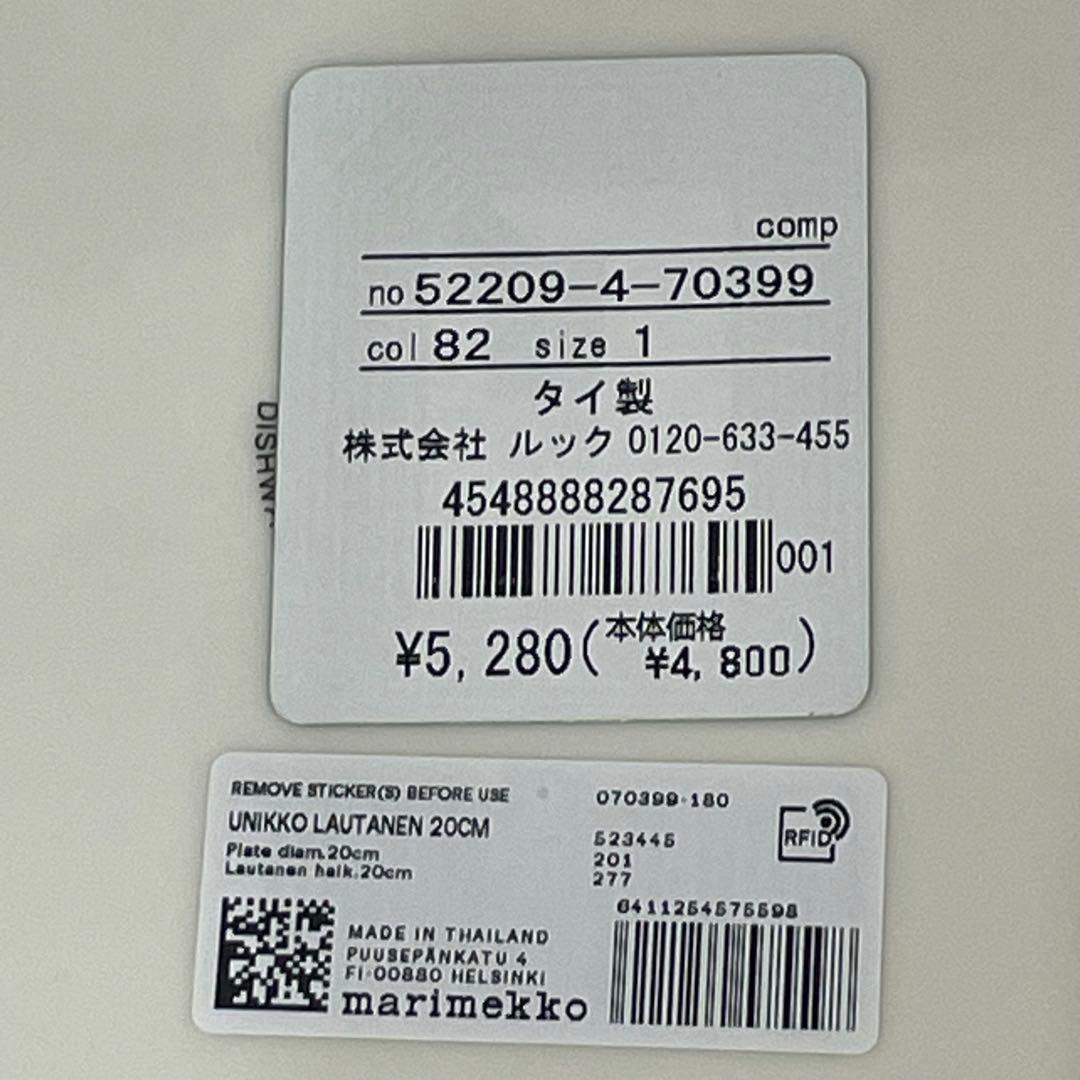 comp
no 52209-4-70399
col 82 size 1
タイ製
株式会社 ルック 0120-633-455
4548888287695
001
¥5,280(本体価格 ¥4,800)
DISHW
REMOVE STICKER(S) BEFORE USE
UNIKKO LAUTANEN 20CM
Plate diam.20cm
Lautanen halk.20cm
070399-180
523445
201
277
RFID
6411254575598
MADE IN THAILAND
PUUSEPÄNKATU 4
FI-00880 HELSINKI
marimekko